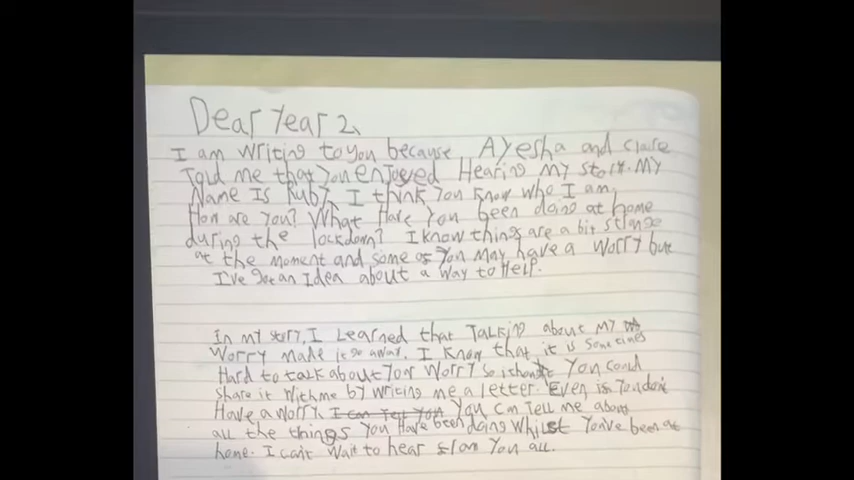 Dear Year 2,
I am writing to you because Ayesha and claire
Told me that you enjoyed Hearing my story. My
Name Is Ruby, I think you know who I am.
How are you? What Have you been doing at home
during the lockdown? I know things are a bit strange
at the moment and some of you May have a worry but
I've got an Idea about a way to Help.
In my story, I Learned that Talking about my
Worry made it go away. I know that it is sometimes
Hard to talk about your worry so i thought you could
share it with me by writing me a letter. Even if You don't
Have a worry. I can Tell you You can Tell me about
all the things you Have been doing whilst you've been at
home. I can't wait to hear from you all.